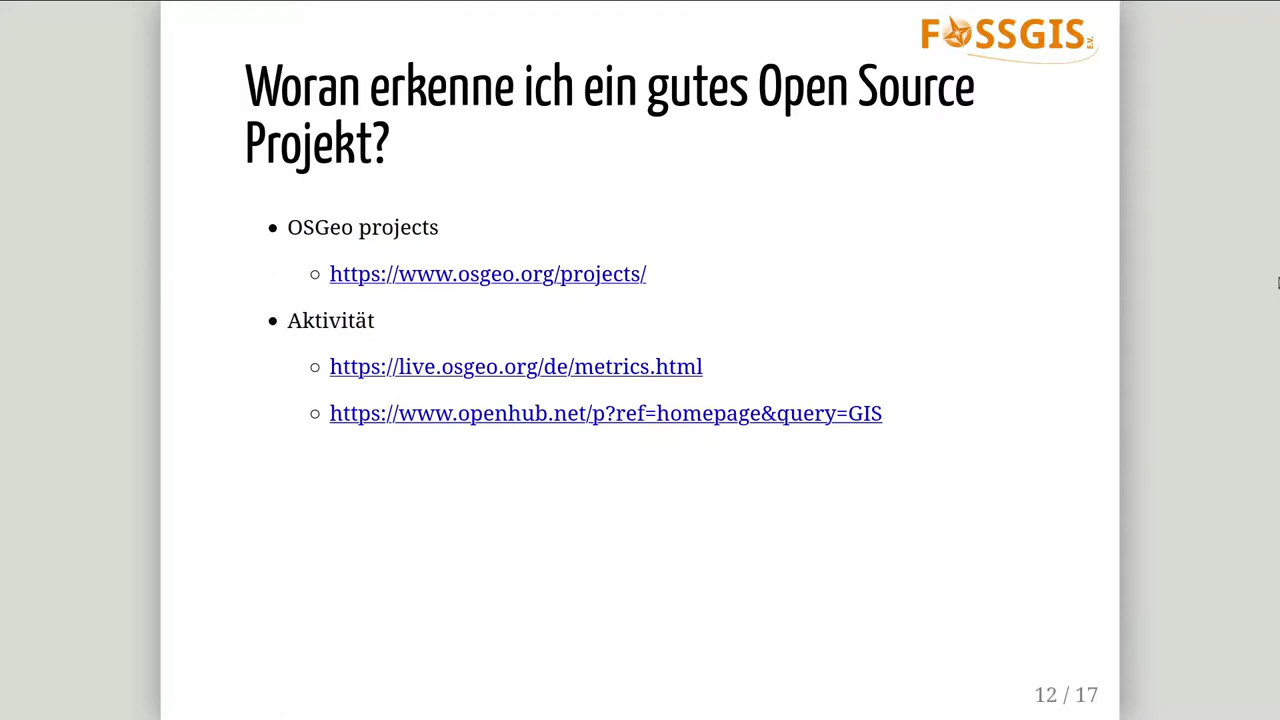 FOSSGIS e.V.
Woran erkenne ich ein gutes Open Source
Projekt?
OSGeo projects
https://www.osgeo.org/projects/
Aktivität
https://live.osgeo.org/de/metrics.html
https://www.openhub.net/p?ref=homepage&query=GIS
12 / 17